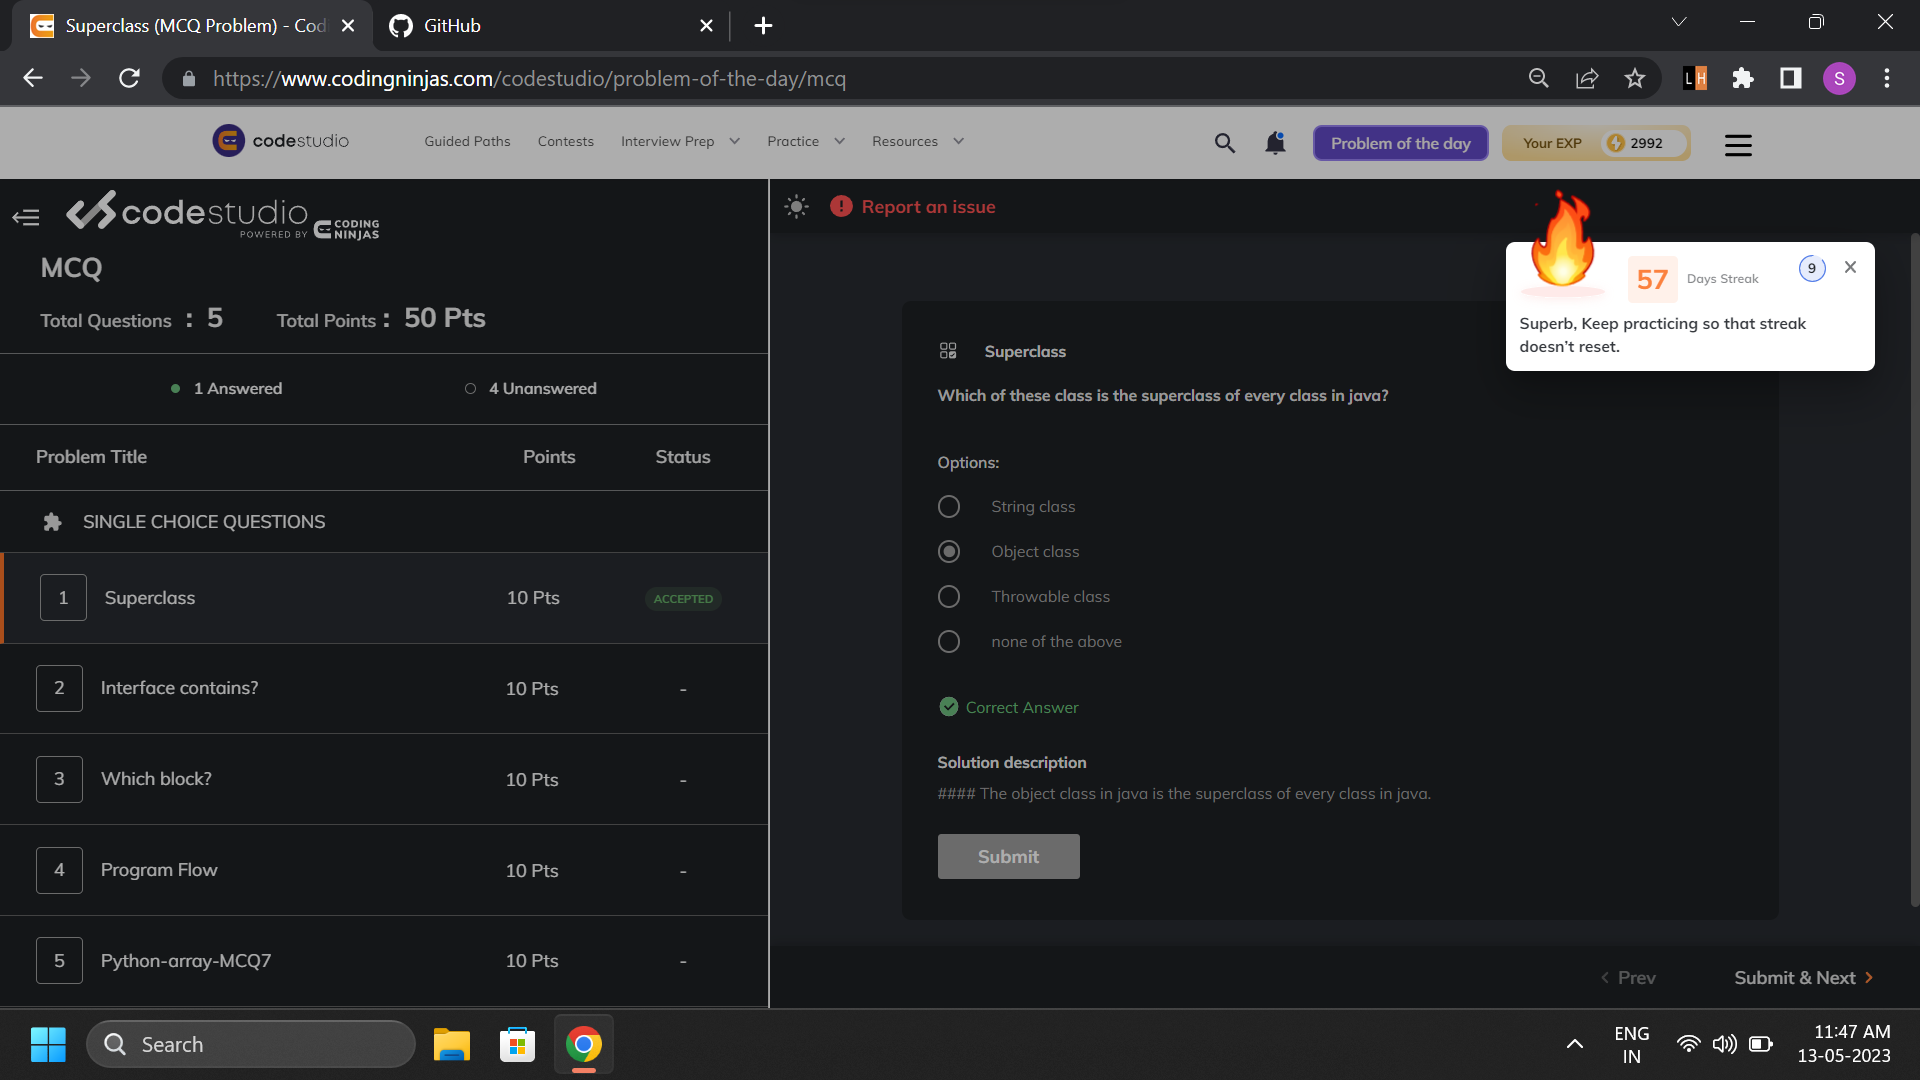 Superclass (MCQ Problem) - Cod
GitHub
https://www.codingninjas.com/codestudio/problem-of-the-day/mcq
L H
S
codestudio
Guided Paths
Contests
Interview Prep
Practice
Resources
Problem of the day
Your EXP
2992
codestudio
POWERED BY
CODING NINJAS
Report an issue
57
Days Streak
9
Superb, Keep practicing so that streak
doesn't reset.
MCQ
Total Questions : 5
Total Points : 50 Pts
1 Answered
4 Unanswered
Problem Title
Points
Status
SINGLE CHOICE QUESTIONS
1
Superclass
10 Pts
ACCEPTED
2
Interface contains?
10 Pts
-
3
Which block?
10 Pts
-
4
Program Flow
10 Pts
-
5
Python-array-MCQ7
10 Pts
-
Superclass
Which of these class is the superclass of every class in java?
Options:
String class
Object class
Throwable class
none of the above
Correct Answer
Solution description
#### The object class in java is the superclass of every class in java.
Submit
Prev
Submit & Next
Search
ENG
IN
11:47 AM
13-05-2023